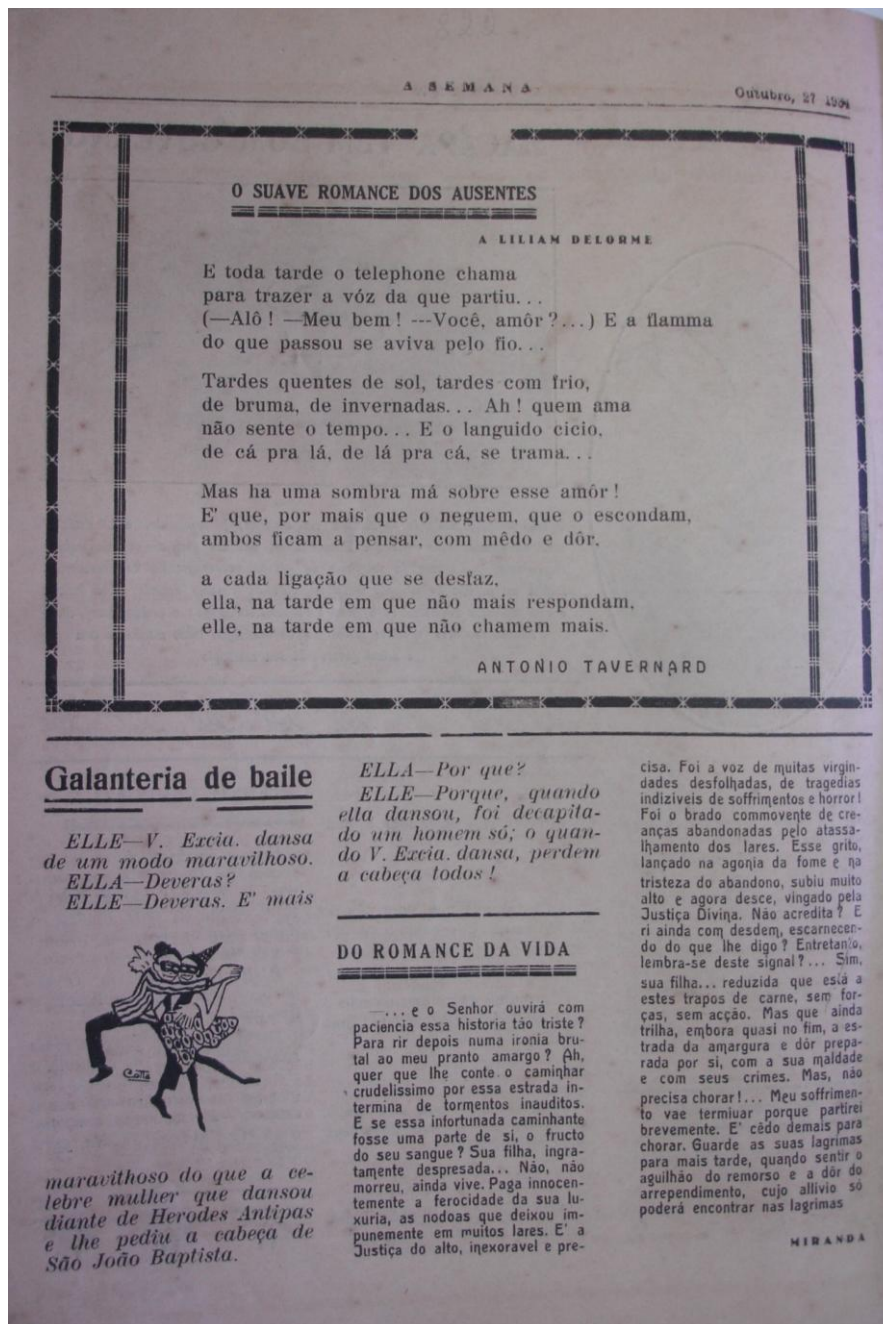 A SEMANA
Outubro, 27 1934
O SUAVE ROMANCE DOS AUSENTES
A LILIAM DELORME
E toda tarde o telephone chama
para trazer a vóz da que partiu...
(—Alô ! —Meu bem ! ---Você, amôr ?...) E a flamma
do que passou se aviva pelo fio...
Tardes quentes de sol, tardes com frio,
de bruma, de invernadas... Ah ! quem ama
não sente o tempo... E o languido cicio,
de cá pra lá, de lá pra cá, se trama...
Mas ha uma sombra má sobre esse amôr !
E' que, por mais que o neguem, que o escondam,
ambos ficam a pensar, com mêdo e dôr,
a cada ligação que se desfaz,
ella, na tarde em que não mais respondam,
elle, na tarde em que não chamem mais.
ANTONIO TAVERNARD
Galanteria de baile
ELLE—V. Excia. dansa
de um modo maravilhoso.
ELLA—Deveras?
ELLE—Deveras. E' mais
Cotta
maravithoso do que a ce-
lebre mulher que dansou
diante de Herodes Antipas
e lhe pediu a cabeça de
São João Baptista.
ELLA—Por que?
ELLE—Porque, quando
ella dansou, foi decapita-
do um homem só; o quan-
do V. Excia. dansa, perdem
a cabeça todos !
DO ROMANCE DA VIDA
—... e o Senhor ouvirá com
paciencia essa historia tão triste ?
Para rir depois numa ironia bru-
tal ao meu pranto amargo ? Ah,
quer que lhe conte o caminhar
crudelissimo por essa estrada in-
termina de tormentos inauditos.
E se essa infortunada caminhante
fosse uma parte de si, o fructo
do seu sangue ? Sua filha, ingra-
tamente despresada... Não, não
morreu, ainda vive. Paga innocen-
temente a ferocidade da sua lu-
xuria, as nodoas que deixou im-
punemente em muitos lares. E' a
Justiça do alto, inexoravel e pre-
cisa. Foi a voz de muitas virgin-
dades desfolhadas, de tragedias
indiziveis de soffrimentos e horror !
Foi o brado commovente de cre-
anças abandonadas pelo atassa-
lhamento dos lares. Esse grito,
lançado na agonia da fome e na
tristeza do abandono, subiu muito
alto e agora desce, vingado pela
Justiça Divina. Não acredita ? E
ri ainda com desdem, escarnecen-
do do que lhe digo ? Entretanto,
lembra-se deste signal ?... Sim,
sua filha... reduzida que está a
estes trapos de carne, sem for-
ças, sem acção. Mas que ainda
trilha, embora quasi no fim, a es-
trada da amargura e dôr prepa-
rada por si, com a sua maldade
e com seus crimes. Mas, não
precisa chorar !... Meu soffrimen-
to vae termiuar porque partirei
brevemente. E' cêdo demais para
chorar. Guarde as suas lagrimas
para mais tarde, quando sentir o
aguilhão do remorso e a dôr do
arrependimento, cujo allivio só
poderá encontrar nas lagrimas
MIRANDA